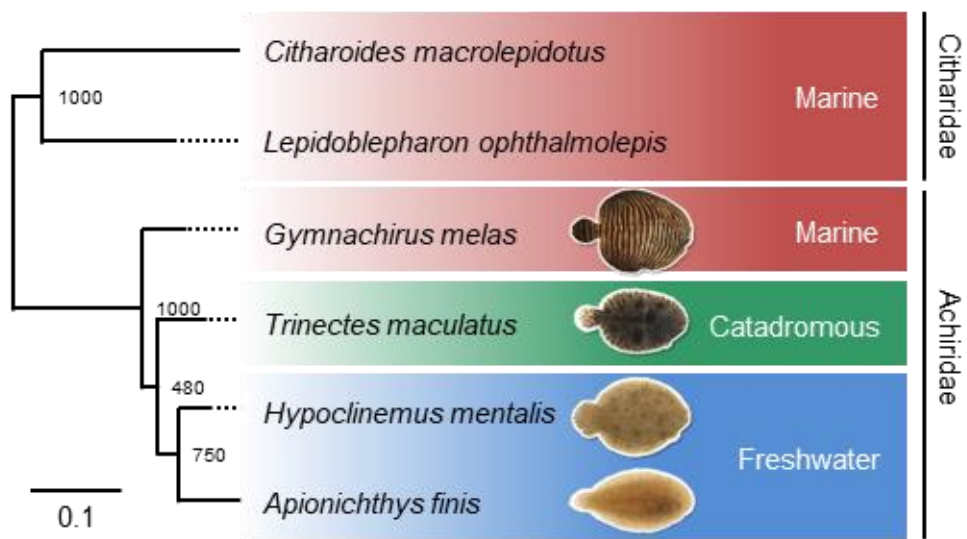 Citharoides macrolepidotus
1000
Marine
Lepidoblepharon ophthalmolepis
Citharidae
Gymnachirus melas
Marine
1000
Trinectes maculatus
Catadromous
Achiridae
480
Hypoclinemus mentalis
750
Freshwater
Apionichthys finis
0.1